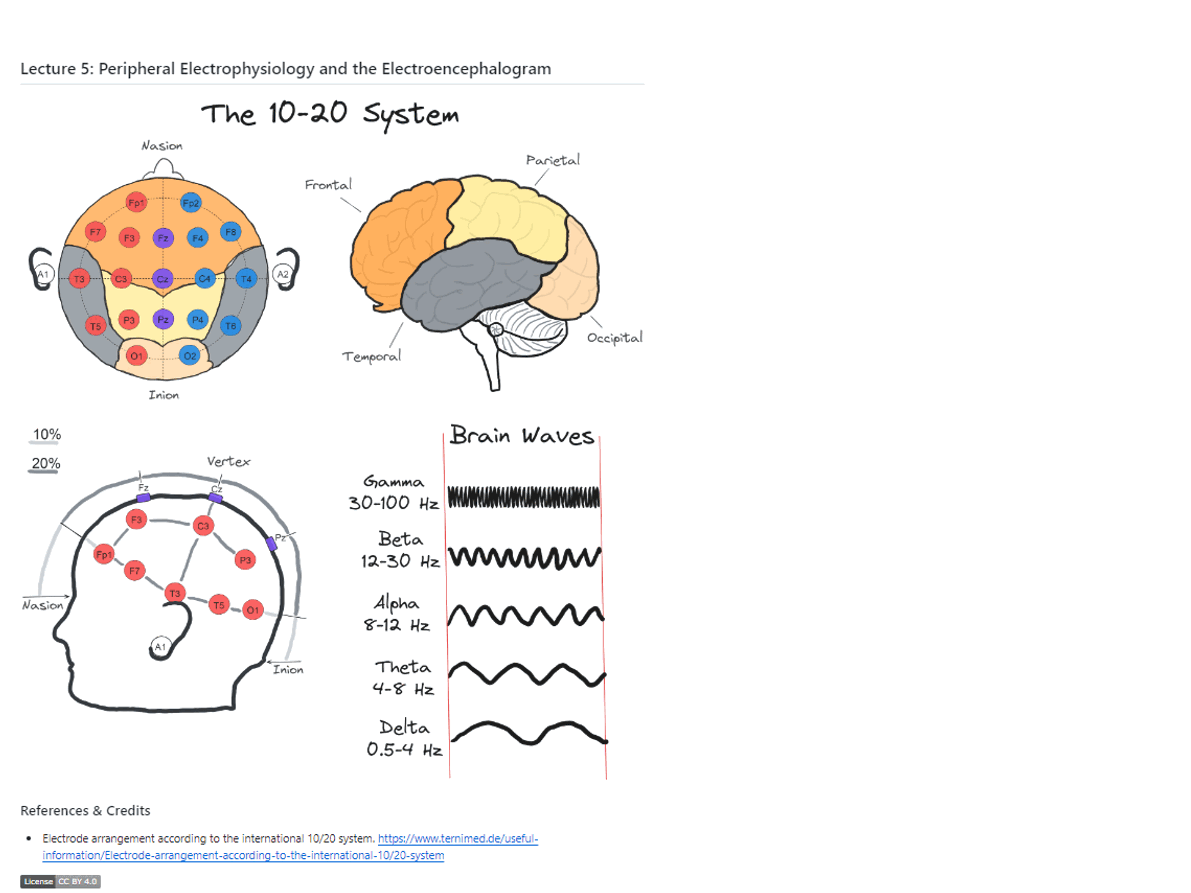 Lecture 5: Peripheral Electrophysiology and the Electroencephalogram
The 10-20 System
Nasion
Fp1 Fp2
F7 F3 Fz F4 F8
A1 T3 C3 Cz C4 T4 A2
T5 P3 Pz P4 T6
O1 O2
Inion
Frontal
Parietal
Temporal
Occipital
10%
20%
Vertex
Fz Cz
F3 C3
Pz
Fp1 F7 P3
T3 T5 O1
Nasion
A1
Inion
Brain Waves
Gamma
30-100 Hz
Beta
12-30 Hz
Alpha
8-12 Hz
Theta
4-8 Hz
Delta
0.5-4 Hz
References & Credits
• Electrode arrangement according to the international 10/20 system. https://www.ternimed.de/useful-
information/Electrode-arrangement-according-to-the-international-10/20-system
License CC BY 4.0